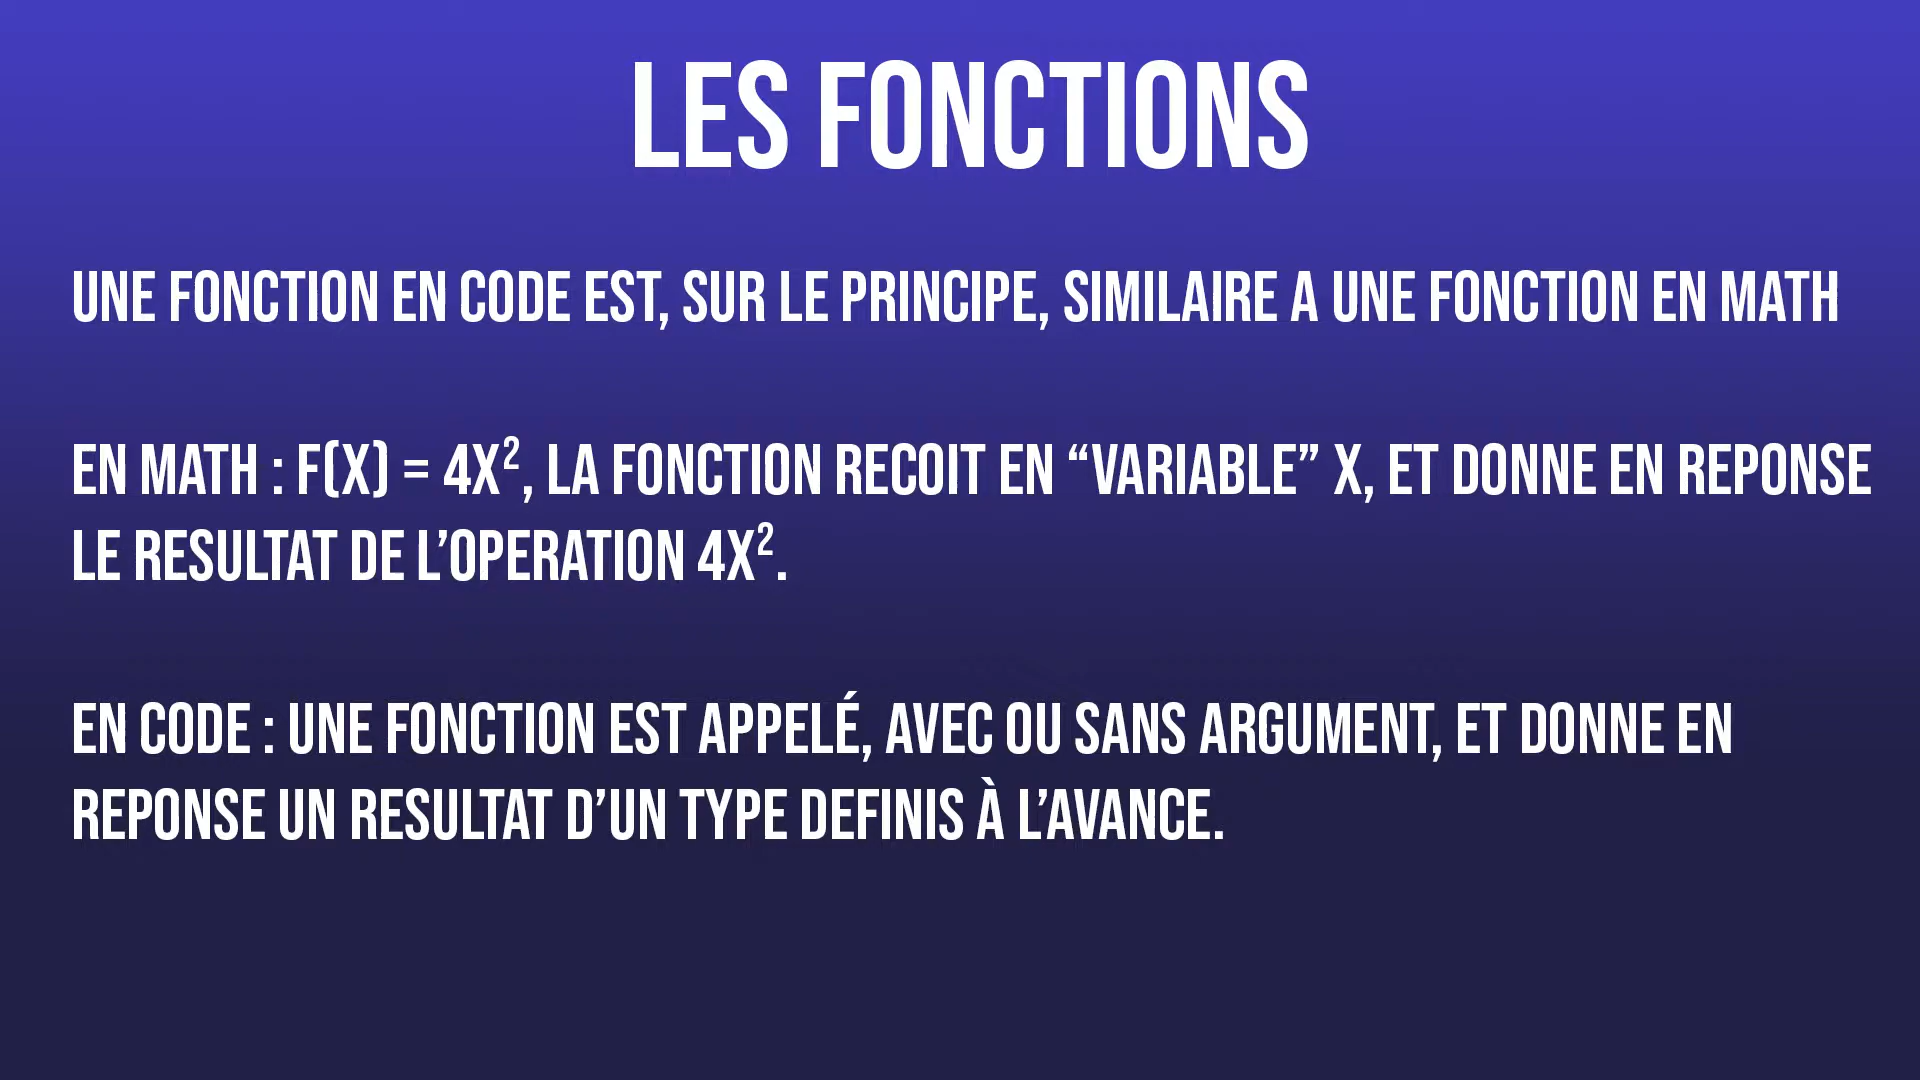 LES FONCTIONS
UNE FONCTION EN CODE EST, SUR LE PRINCIPE, SIMILAIRE A UNE FONCTION EN MATH
EN MATH : F(X) = 4X², LA FONCTION RECOIT EN “VARIABLE” X, ET DONNE EN REPONSE
LE RESULTAT DE L’OPERATION 4X².
EN CODE : UNE FONCTION EST APPELÉ, AVEC OU SANS ARGUMENT, ET DONNE EN
REPONSE UN RESULTAT D’UN TYPE DEFINIS À L’AVANCE.